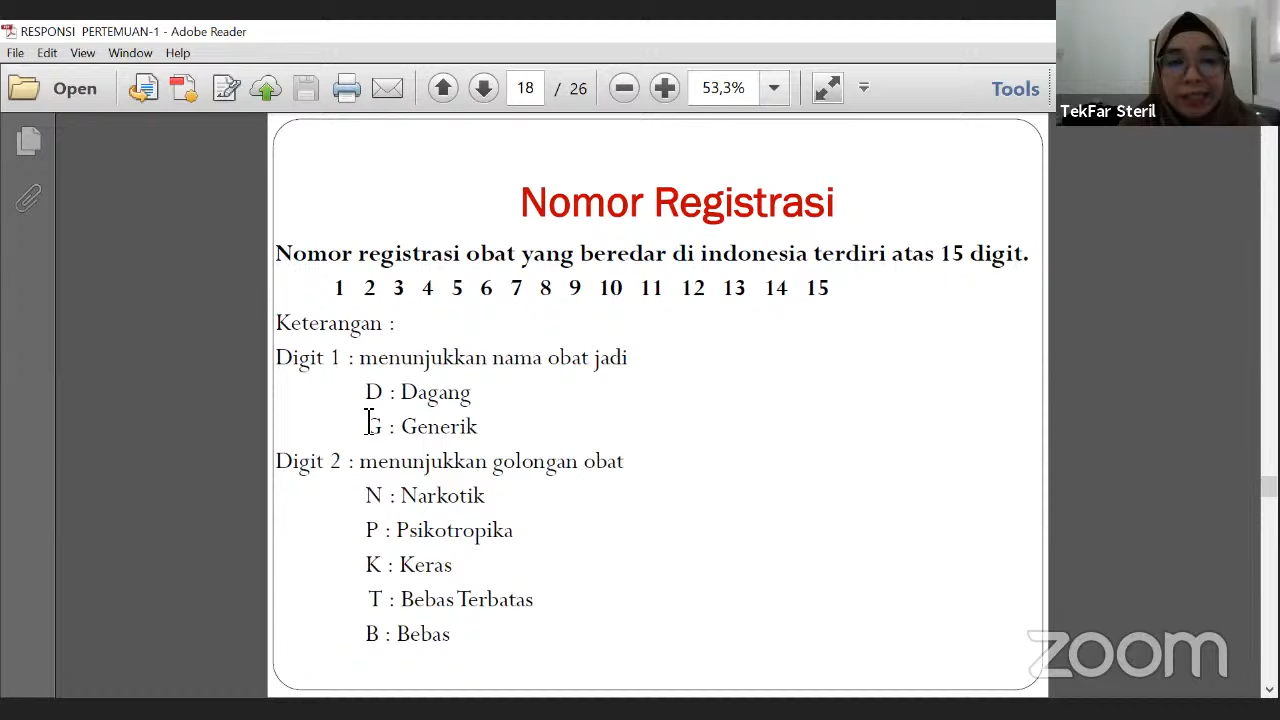 RESPONSI PERTEMUAN-1 - Adobe Reader
File Edit View Window Help
Open 18 / 26 53,3% Tools
TekFar Steril
Nomor Registrasi
Nomor registrasi obat yang beredar di indonesia terdiri atas 15 digit.
1 2 3 4 5 6 7 8 9 10 11 12 13 14 15
Keterangan :
Digit 1 : menunjukkan nama obat jadi
D : Dagang
G : Generik
Digit 2 : menunjukkan golongan obat
N : Narkotik
P : Psikotropika
K : Keras
T : Bebas Terbatas
B : Bebas
zoom